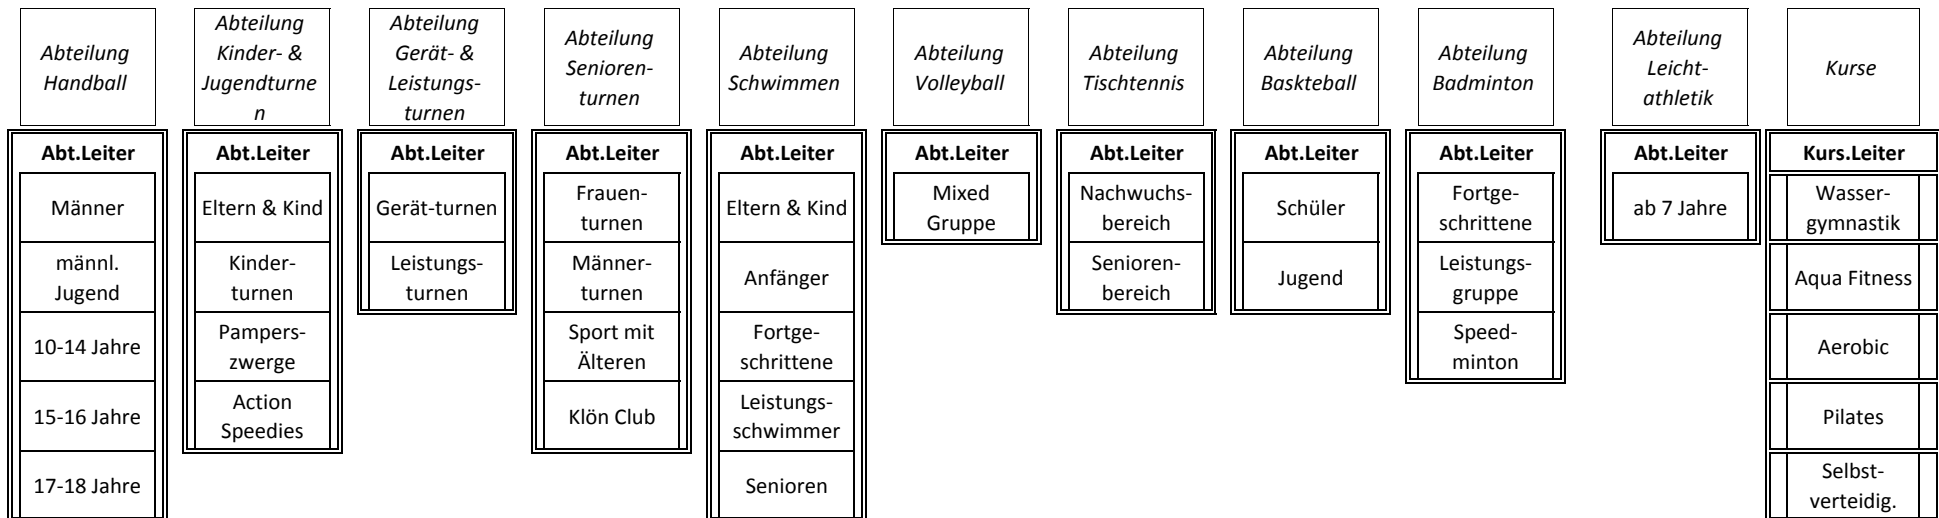 Abteilung
Handball
Abteilung
Kinder- &
Jugendturne
n
Abteilung
Gerät- &
Leistungs-
turnen
Abteilung
Senioren-
turnen
Abteilung
Schwimmen
Abteilung
Volleyball
Abteilung
Tischtennis
Abteilung
Baskteball
Abteilung
Badminton
Abteilung
Leicht-
athletik
Kurse
Abt.Leiter
Männer
männl.
Jugend
10-14 Jahre
15-16 Jahre
17-18 Jahre
Abt.Leiter
Eltern & Kind
Kinder-
turnen
Pampers-
zwerge
Action
Speedies
Abt.Leiter
Gerät-turnen
Leistungs-
turnen
Abt.Leiter
Frauen-
turnen
Männer-
turnen
Sport mit
Älteren
Klön Club
Abt.Leiter
Eltern & Kind
Anfänger
Fortge-
schrittene
Leistungs-
schwimmer
Senioren
Abt.Leiter
Mixed
Gruppe
Abt.Leiter
Nachwuchs-
bereich
Senioren-
bereich
Abt.Leiter
Schüler
Jugend
Abt.Leiter
Fortge-
schrittene
Leistungs-
gruppe
Speed-
minton
Abt.Leiter
ab 7 Jahre
Kurs.Leiter
Wasser-
gymnastik
Aqua Fitness
Aerobic
Pilates
Selbst-
verteidig.